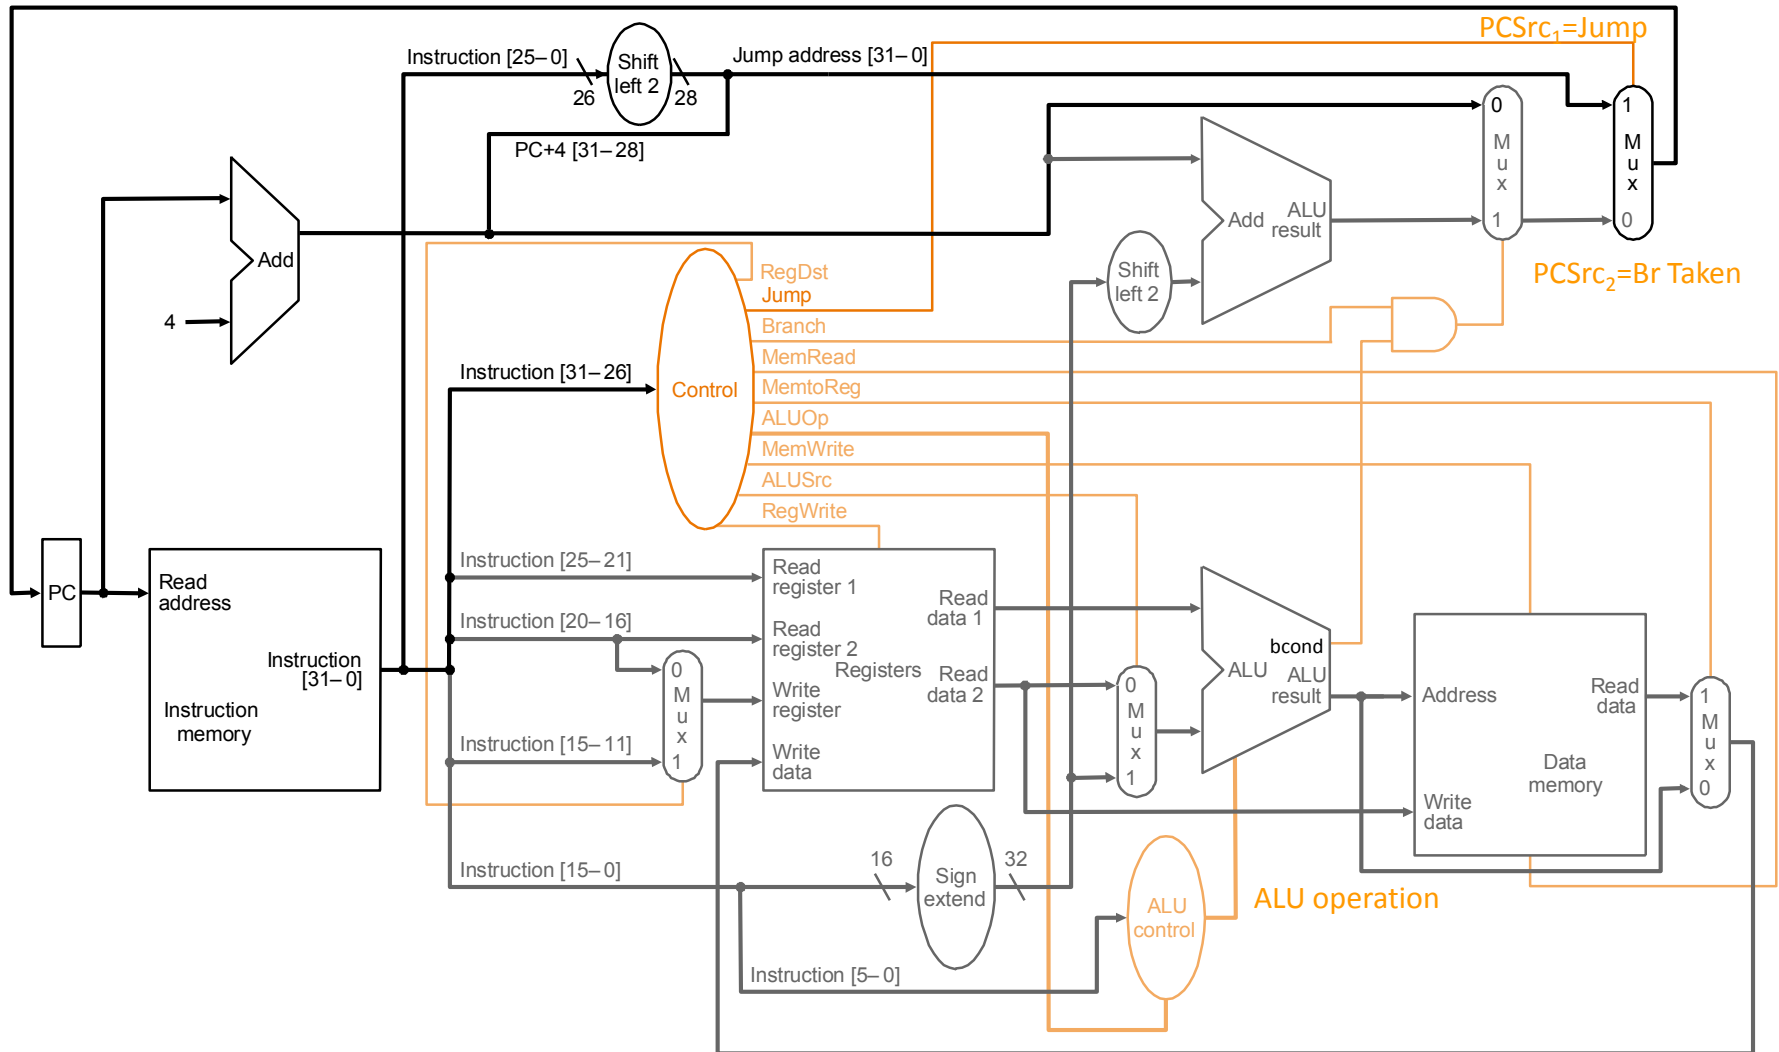 PCSrc1=Jump
Instruction [25–0]
Jump address [31–0]
Shift
left 2
26
28
1
M
u
x
0
0
M
u
x
1
PC+4 [31–28]
Add
ALU
result
Add
4
Shift
left 2
PCSrc2=Br Taken
RegDst
Jump
Branch
MemRead
MemtoReg
ALUOp
MemWrite
ALUSrc
RegWrite
Instruction [31–26]
Control
PC
Read
address
Instruction
[31–0]
Instruction
memory
Instruction [25–21]
Instruction [20–16]
Instruction [15–11]
0
M
u
x
1
Read
register 1
Read
register 2
Registers
Write
register
Write
data
Read
data 1
Read
data 2
0
M
u
x
1
bcond
ALU
ALU
result
Address
Read
data
Data
memory
Write
data
1
M
u
x
0
Instruction [15–0]
16
Sign
extend
32
ALU
control
ALU operation
Instruction [5–0]